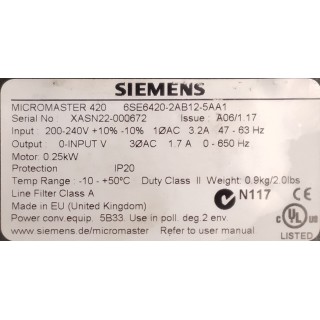 SIEMENS
MICROMASTER 420 6SE6420-2AB12-5AA1
Serial No XASN22-000672 Issue : A06/1.17
Input : 200-240V +10% -10% 1ØAC 3.2A 47 - 63 Hz
Output : 0-INPUT V 3ØAC 1.7 A 0 - 650 Hz
Motor : 0.25kW
Protection IP20
Temp Range : -10 - +50°C Duty Class II Weight: 0.9kg/2.0lbs
Line Filter Class A
Made in EU (United Kingdom)
N117
Power conv.equip. 5B33. Use in poll. deg.2 env.
www.siemens.de/micromaster Refer to user manual
C UL US
LISTED